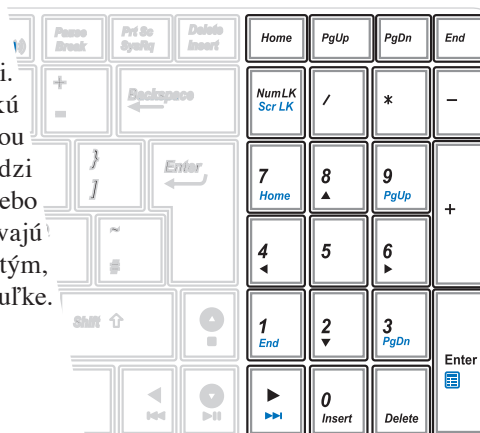 Pause Prt Sc Delete Home PgUp PgDn End
Break SysRq Insert
i.
kú
ou
dzi
ebo
vajú
tým,
uľke.
+ Backspace NumLK / * −
= Scr LK
} Enter 7 8 9 +
] Home PgUp
~ 4 5 6
#
Shift 1 2 3 Enter
End PgDn
0
Insert Delete